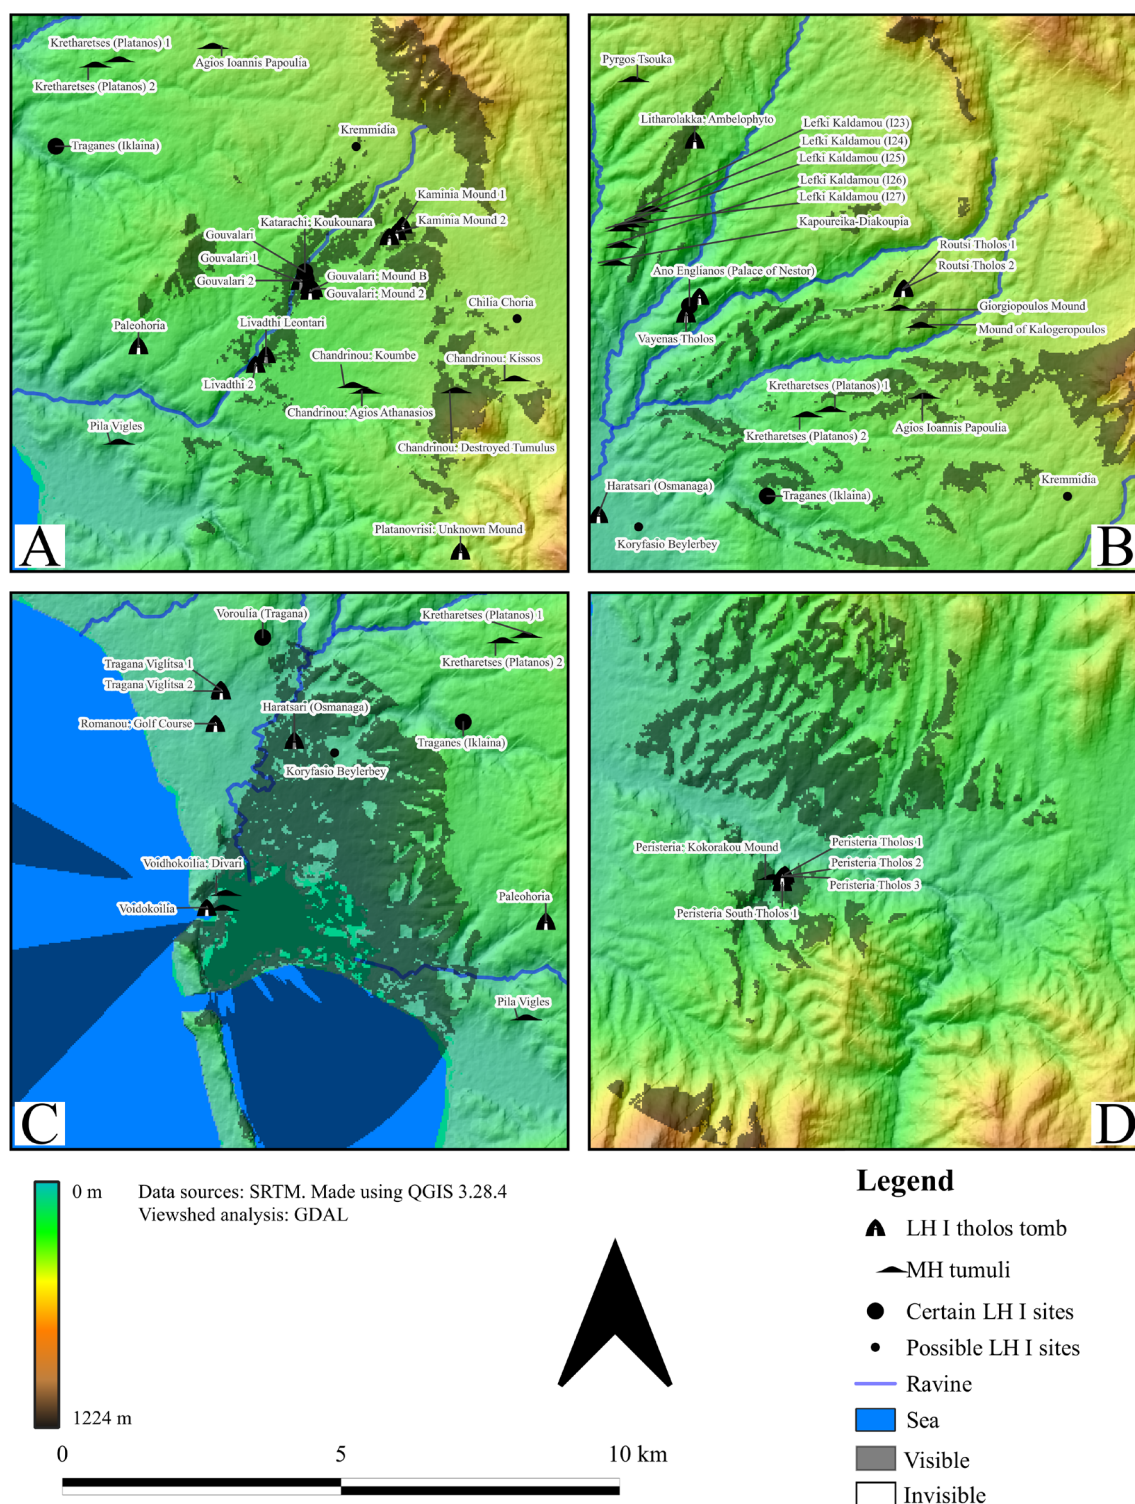 Kretharetses (Platanos) 1
Agios Ioannis Papoulia
Kretharetses (Platanos) 2
Kremmidia
Traganes (Iklaina)
Kaminia Mound 1
Kaminia Mound 2
Katarachi: Koukounara
Gouvalari
Gouvalari 1
Gouvalari 2
Gouvalari: Mound B
Gouvalari: Mound 2
Chilia Choria
Paleohoria
Livadthi Leontari
Chandrinou: Koumbe
Chandrinou: Kissos
Livadthi 2
Chandrinou: Agios Athanasios
Pila Vigles
Chandrinou: Destroyed Tumulus
Platanovrisi: Unknown Mound
A
Pyrgos Tsouka
Litharolakka: Ambelophyto
Lefki Kaldamou (I23)
Lefki Kaldamou (I24)
Lefki Kaldamou (I25)
Lefki Kaldamou (I26)
Lefki Kaldamou (I27)
Kapoureika-Diakoupia
Routsi Tholos 1
Routsi Tholos 2
Ano Englianos (Palace of Nestor)
Giorgiopoulos Mound
Mound of Kalogeropoulos
Vayenas Tholos
Kretharetses (Platanos) 1
Agios Ioannis Papoulia
Kretharetses (Platanos) 2
Kremmidia
Haratsari (Osmanaga)
Traganes (Iklaina)
Koryfasio Beylerbey
B
Voroulia (Tragana)
Kretharetses (Platanos) 1
Kretharetses (Platanos) 2
Tragana Viglitsa 1
Tragana Viglitsa 2
Romanou: Golf Course
Haratsari (Osmanaga)
Traganes (Iklaina)
Koryfasio Beylerbey
Voidhokoilia: Divari
Voidokoilia
Paleohoria
Pila Vigles
C
Peristeria: Kokorakou Mound
Peristeria Tholos 1
Peristeria Tholos 2
Peristeria Tholos 3
Peristeria South Tholos 1
D
0 m
1224 m
Data sources: SRTM. Made using QGIS 3.28.4
Viewshed analysis: GDAL
0 5 10 km
Legend
LH I tholos tomb
MH tumuli
Certain LH I sites
Possible LH I sites
Ravine
Sea
Visible
Invisible